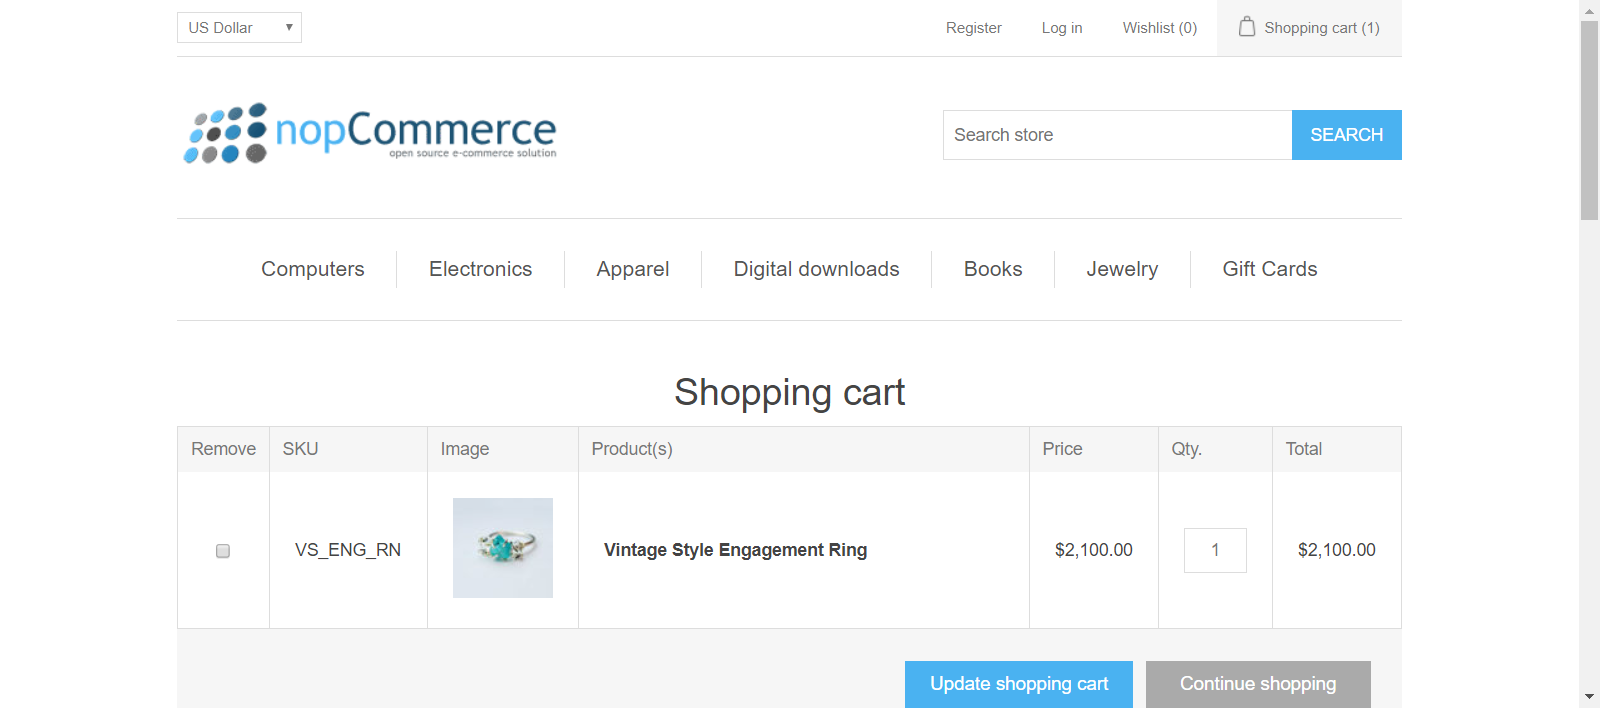 US Dollar Register Log in Wishlist (0) Shopping cart (1)
nopCommerce
open source e-commerce solution
Search store SEARCH
Computers Electronics Apparel Digital downloads Books Jewelry Gift Cards
Shopping cart
Remove SKU Image Product(s) Price Qty. Total
VS_ENG_RN Vintage Style Engagement Ring $2,100.00 1 $2,100.00
Update shopping cart Continue shopping